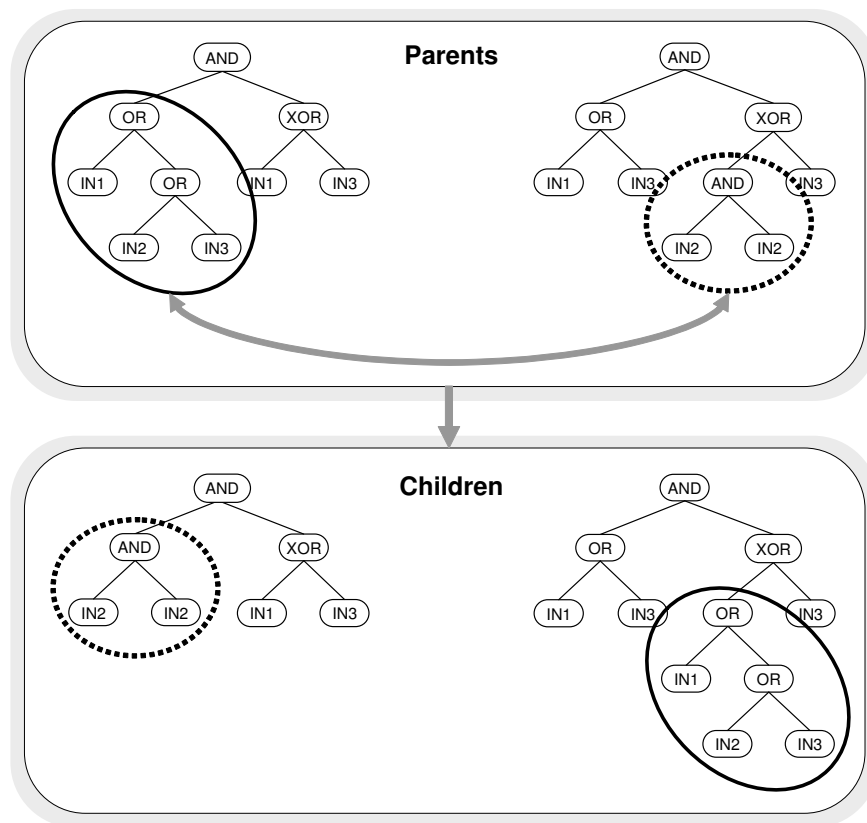 Parents
AND AND
OR XOR OR XOR
IN1 OR IN1 IN3 IN1 IN3 AND IN3
IN2 IN3 IN2 IN2
Children
AND AND
AND XOR OR XOR
IN2 IN2 IN1 IN3 IN1 IN3 OR IN3
IN1 OR
IN2 IN3